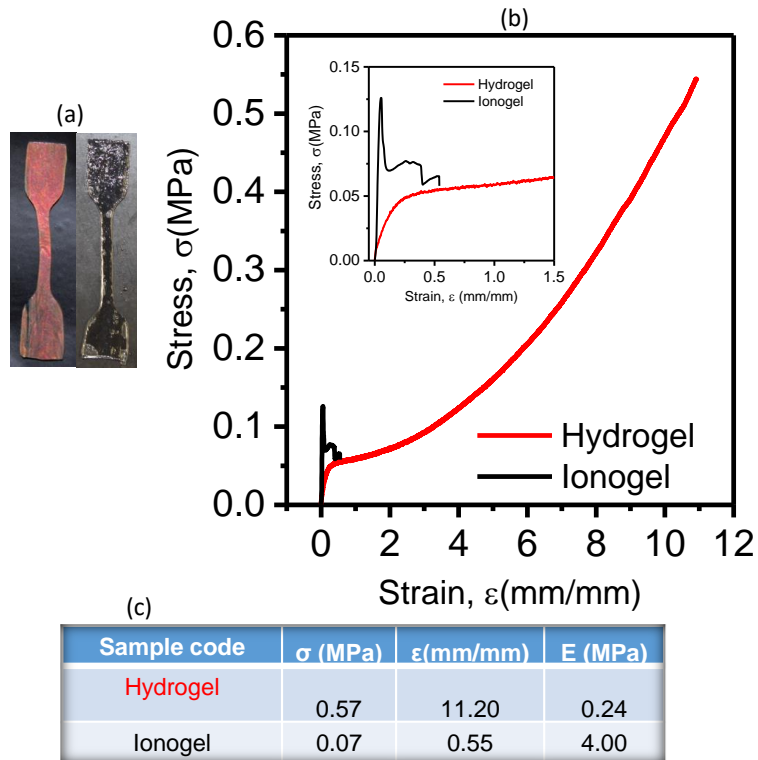 (b)
(a)
0.6
0.5
0.4
0.3
0.2
0.1
0.0
Stress, σ(MPa)
0 2 4 6 8 10 12
Strain, ε(mm/mm)
Hydrogel
Ionogel
0.15
0.10
0.05
0.00
Stress, σ(MPa)
0.0 0.5 1.0 1.5
Strain, ε (mm/mm)
Hydrogel
Ionogel
(c)
Sample code σ (MPa) ε(mm/mm) E (MPa)
Hydrogel 0.57 11.20 0.24
Ionogel 0.07 0.55 4.00